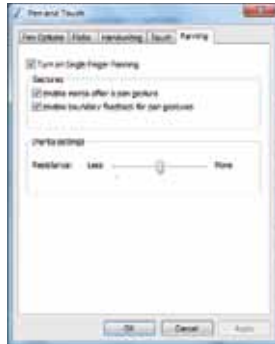 Pen and Touch
Pen Options Flicks Handwriting Touch Panning
Turn on Single Finger Panning
Gestures
Enable inertia after a pan gesture
Enable boundary feedback for pan gestures
Inertia settings
Resistance: Less More
OK Cancel Apply